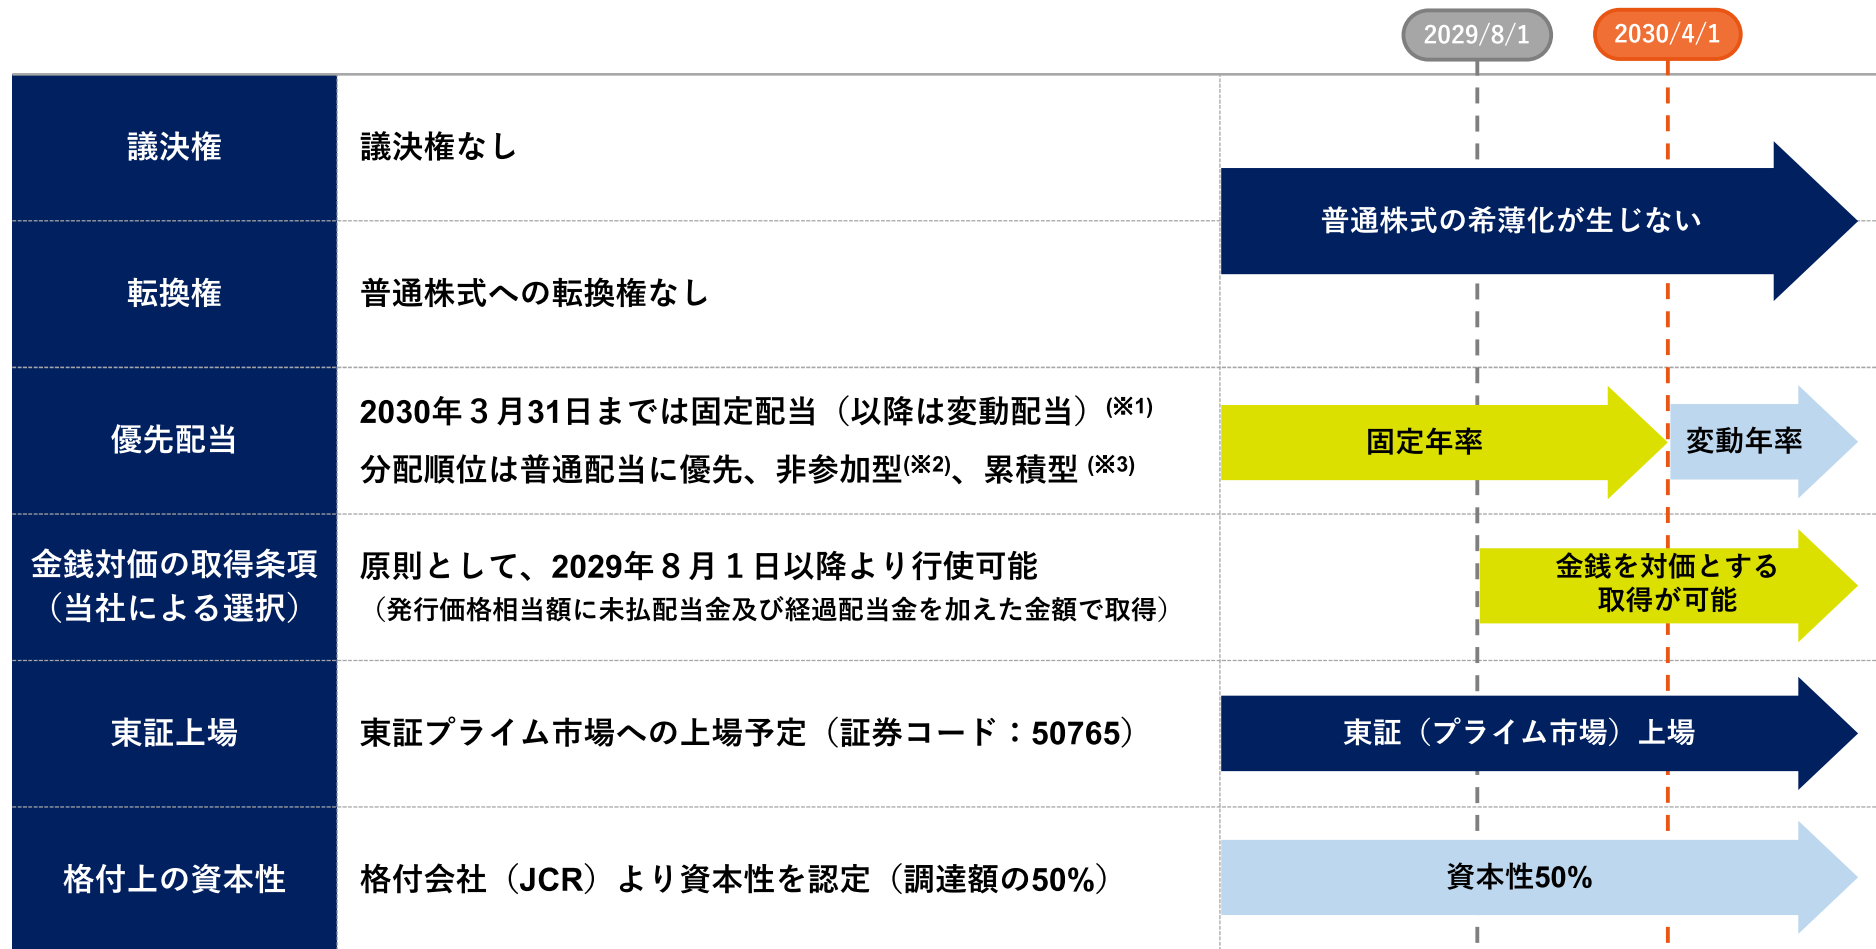 2029/8/1
2030/4/1
議決権
議決権なし
普通株式の希薄化が生じない
転換権
普通株式への転換権なし
優先配当
2030年３月31日までは固定配当（以降は変動配当）(※1)
分配順位は普通配当に優先、非参加型(※2)、累積型 (※3)
固定年率
変動年率
金銭対価の取得条項
（当社による選択）
原則として、2029年８月１日以降より行使可能
（発行価格相当額に未払配当金及び経過配当金を加えた金額で取得）
金銭を対価とする
取得が可能
東証上場
東証プライム市場への上場予定（証券コード：50765）
東証（プライム市場）上場
格付上の資本性
格付会社（JCR）より資本性を認定（調達額の50%）
資本性50%